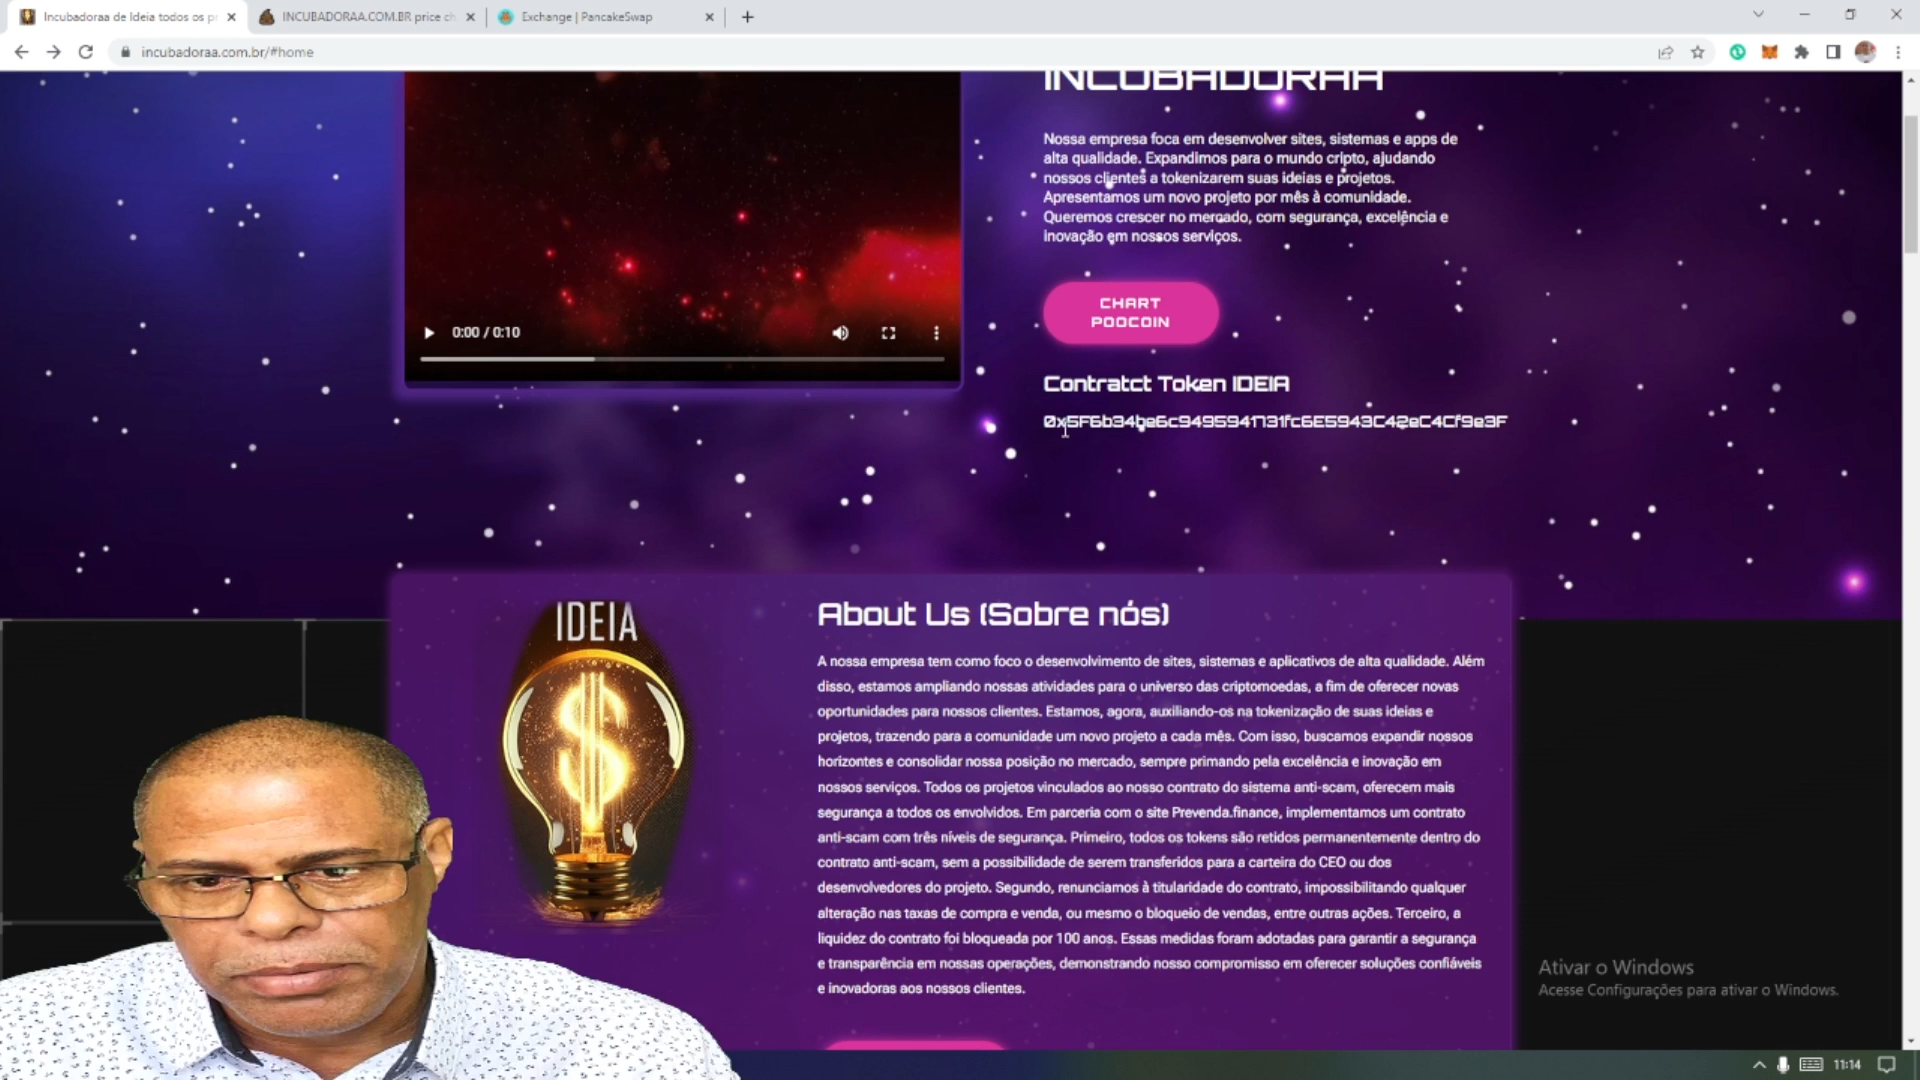 Incubadoraa de Ideia todos os pr
INCUBADORAA.COM.BR price ch
Exchange | PancakeSwap
incubadoraa.com.br/#home
INCUBADORAA
Nossa empresa foca em desenvolver sites, sistemas e apps de
alta qualidade. Expandimos para o mundo cripto, ajudando
nossos clientes a tokenizarem suas ideias e projetos.
Apresentamos um novo projeto por mês à comunidade.
Queremos crescer no mercado, com segurança, excelência e
inovação em nossos serviços.
0:00 / 0:10
CHART
POOCOIN
Contratct Token IDEIA
0x5F6b34be6c9495941731fc6E5943C42eC4Cf9e3F
IDEIA
$
About Us (Sobre nós)
A nossa empresa tem como foco o desenvolvimento de sites, sistemas e aplicativos de alta qualidade. Além
disso, estamos ampliando nossas atividades para o universo das criptomoedas, a fim de oferecer novas
oportunidades para nossos clientes. Estamos, agora, auxiliando-os na tokenização de suas ideias e
projetos, trazendo para a comunidade um novo projeto a cada mês. Com isso, buscamos expandir nossos
horizontes e consolidar nossa posição no mercado, sempre primando pela excelência e inovação em
nossos serviços. Todos os projetos vinculados ao nosso contrato do sistema anti-scam, oferecem mais
segurança a todos os envolvidos. Em parceria com o site Prevenda.finance, implementamos um contrato
anti-scam com três níveis de segurança. Primeiro, todos os tokens são retidos permanentemente dentro do
contrato anti-scam, sem a possibilidade de serem transferidos para a carteira do CEO ou dos
desenvolvedores do projeto. Segundo, renunciamos à titularidade do contrato, impossibilitando qualquer
alteração nas taxas de compra e venda, ou mesmo o bloqueio de vendas, entre outras ações. Terceiro, a
liquidez do contrato foi bloqueada por 100 anos. Essas medidas foram adotadas para garantir a segurança
e transparência em nossas operações, demonstrando nosso compromisso em oferecer soluções confiáveis
e inovadoras aos nossos clientes.
Ativar o Windows
Acesse Configurações para ativar o Windows.
11:14